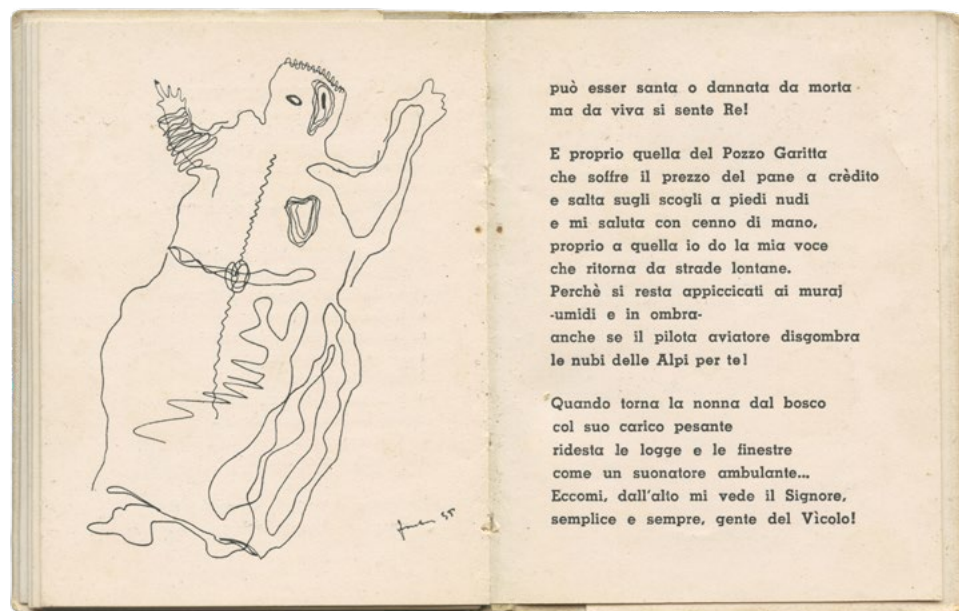 può esser santa o dannata da morta
ma da viva si sente Re!
E proprio quella del Pozzo Garitta
che soffre il prezzo del pane a crèdito
e salta sugli scogli a piedi nudi
e mi saluta con cenno di mano,
proprio a quella io do la mia voce
che ritorna da strade lontane.
Perchè si resta appiccicati ai muraj
-umidi e in ombra-
anche se il pilota aviatore disgombra
le nubi delle Alpi per te!
Quando torna la nonna dal bosco
col suo carico pesante
ridesta le logge e le finestre
come un suonatore ambulante...
Eccomi, dall'alto mi vede il Signore,
semplice e sempre, gente del Vìcolo!